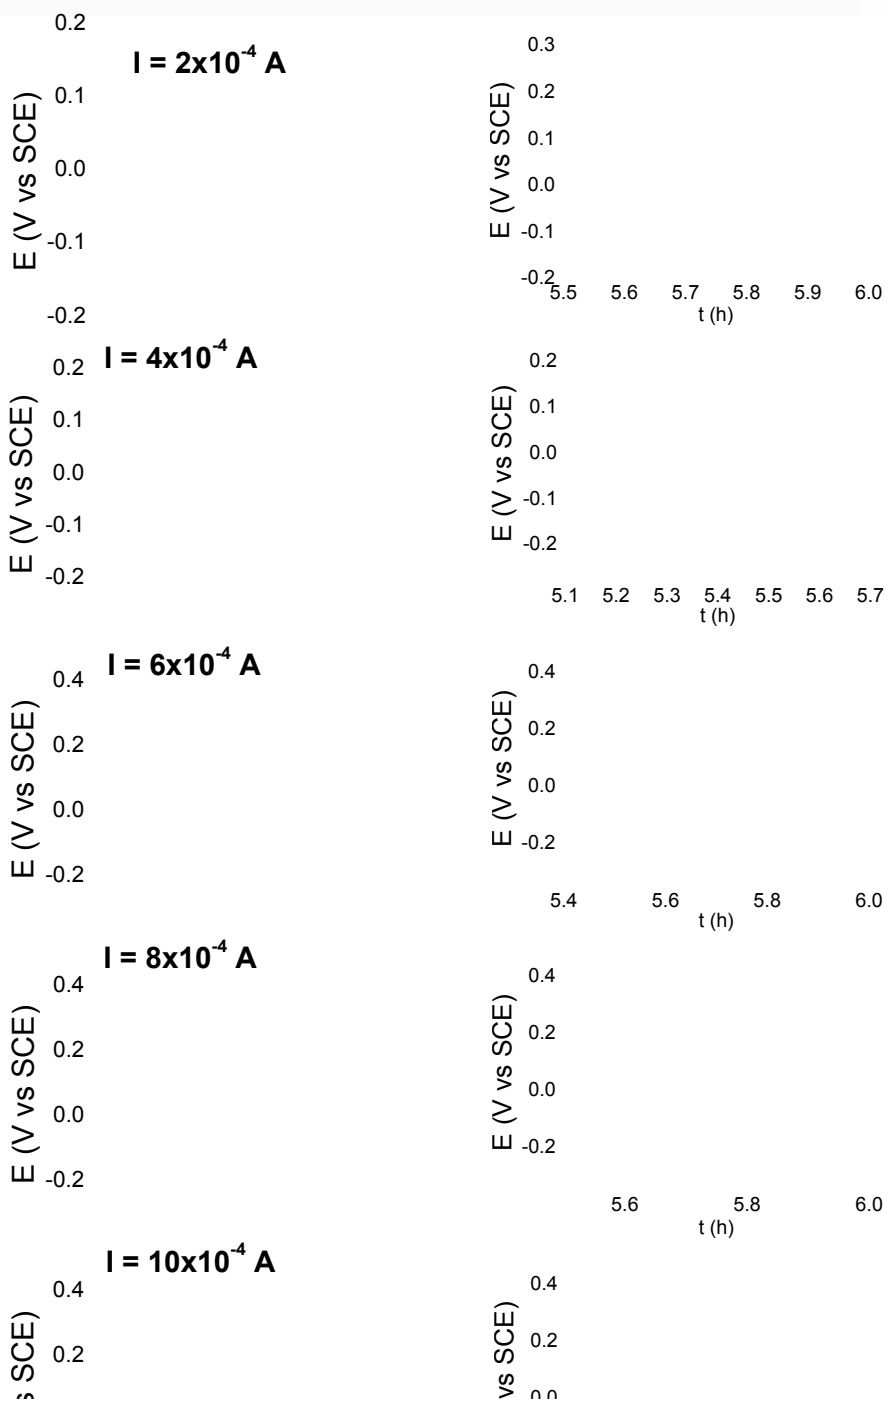 I = 2x10⁻⁴ A
E (V vs SCE)
0.2
0.1
0.0
-0.1
-0.2
E (V vs SCE)
0.3
0.2
0.1
0.0
-0.1
-0.2
5.5 5.6 5.7 5.8 5.9 6.0
t (h)
I = 4x10⁻⁴ A
E (V vs SCE)
0.2
0.1
0.0
-0.1
-0.2
E (V vs SCE)
0.2
0.1
0.0
-0.1
-0.2
5.1 5.2 5.3 5.4 5.5 5.6 5.7
t (h)
I = 6x10⁻⁴ A
E (V vs SCE)
0.4
0.2
0.0
-0.2
E (V vs SCE)
0.4
0.2
0.0
-0.2
5.4 5.6 5.8 6.0
t (h)
I = 8x10⁻⁴ A
E (V vs SCE)
0.4
0.2
0.0
-0.2
E (V vs SCE)
0.4
0.2
0.0
-0.2
5.6 5.8 6.0
t (h)
I = 10x10⁻⁴ A
s SCE)
0.4
0.2
vs SCE)
0.4
0.2
0.0